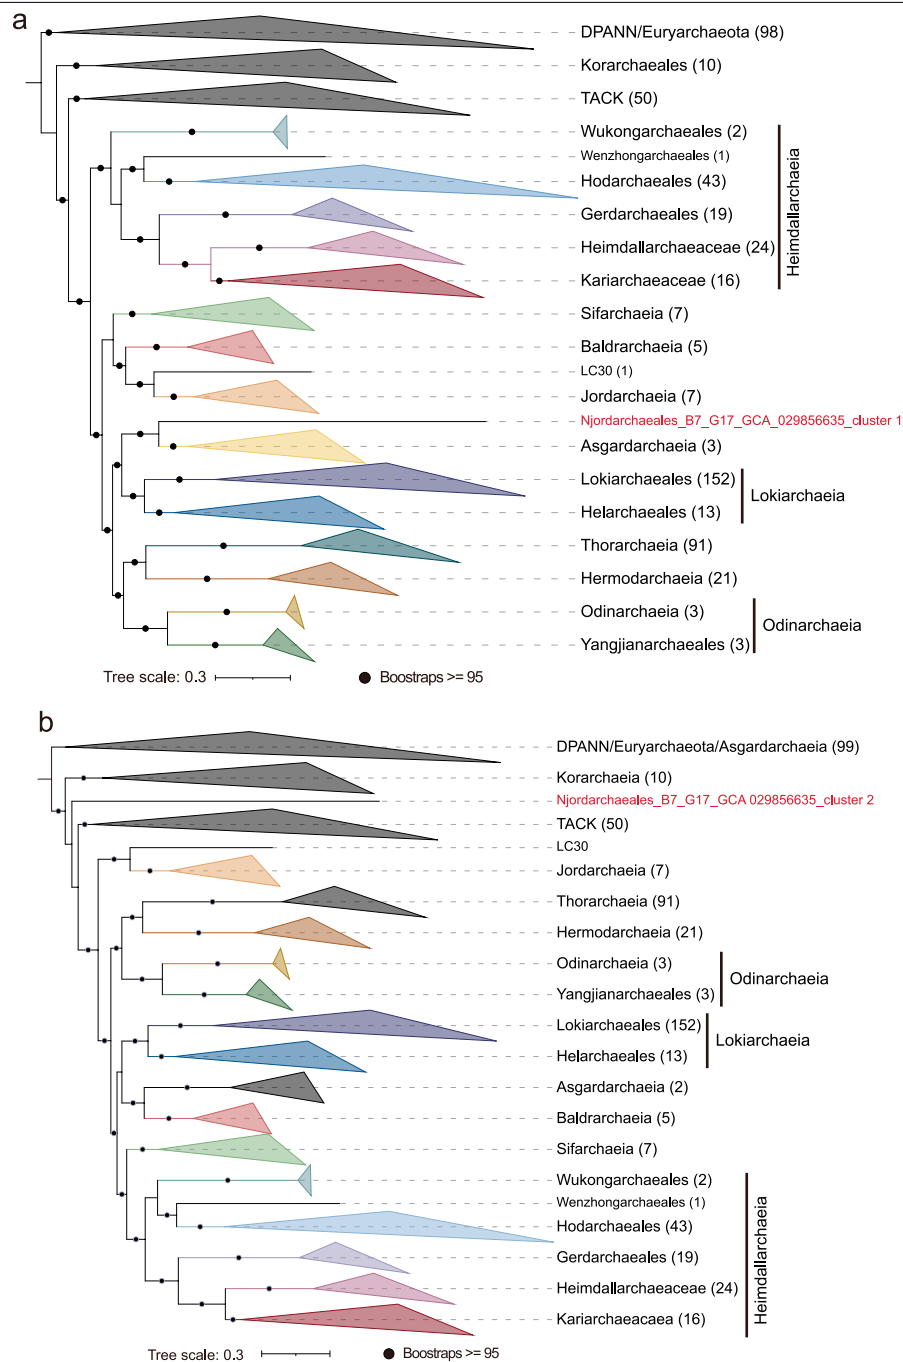 a
DPANN/Euryarchaeota (98)
Korarchaeales (10)
TACK (50)
Wukongarchaeales (2)
Wenzhongarchaeales (1)
Hodarchaeales (43)
Gerdarchaeales (19)
Heimdallarchaeaceae (24)
Kariarchaeaceae (16)
Heimdallarchaeia
Sifarchaeia (7)
Baldrarchaeia (5)
LC30 (1)
Jordarchaeia (7)
Njordarchaeales_B7_G17_GCA_029856635_cluster 1
Asgardarchaeia (3)
Lokiarchaeales (152)
Helarchaeales (13)
Lokiarchaeia
Thorarchaeia (91)
Hermodarchaeia (21)
Odinarchaeia (3)
Yangjianarchaeales (3)
Odinarchaeia
Tree scale: 0.3
Boostraps >= 95
b
DPANN/Euryarchaeota/Asgardarchaeia (99)
Korarchaeia (10)
Njordarchaeales_B7_G17_GCA 029856635_cluster 2
TACK (50)
LC30
Jordarchaeia (7)
Thorarchaeia (91)
Hermodarchaeia (21)
Odinarchaeia (3)
Yangjianarchaeales (3)
Odinarchaeia
Lokiarchaeales (152)
Helarchaeales (13)
Lokiarchaeia
Asgardarchaeia (2)
Baldrarchaeia (5)
Sifarchaeia (7)
Wukongarchaeales (2)
Wenzhongarchaeales (1)
Hodarchaeales (43)
Gerdarchaeales (19)
Heimdallarchaeaceae (24)
Kariarchaeacaea (16)
Heimdallarchaeia
Tree scale: 0.3
Boostraps >= 95